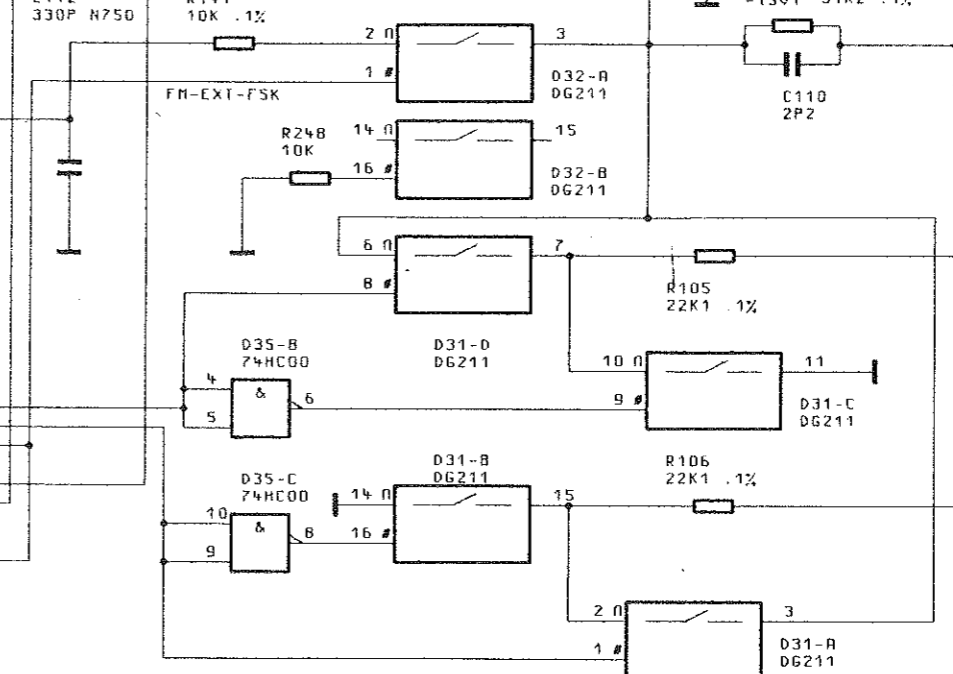 330P N750
10K .1%
2 П
3
1 #
FM-EXT-FSK
D32-A
DG211
C110
2P2
R248
10K
14 П
15
16 #
D32-B
DG211
6 П
7
8 #
R105
22K1 .1%
D35-B
74HC00
D31-D
DG211
4
&
6
5
10 П
11
9 #
D31-C
DG211
D31-B
DG211
R106
22K1 .1%
D35-C
74HC00
14 П
15
10
&
8
16 #
9
2 П
3
1 #
D31-A
DG211